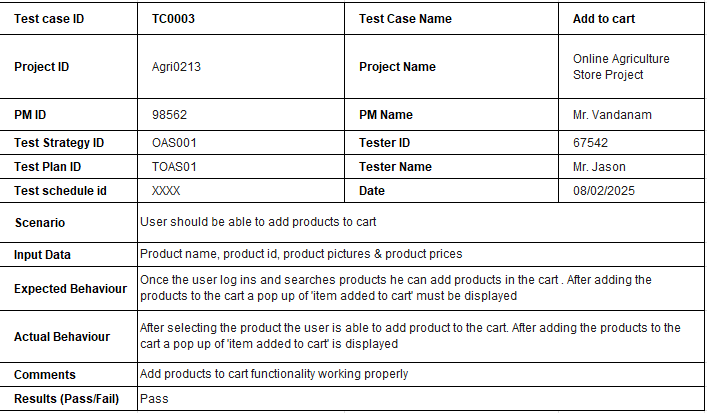 Test case ID TC0003 Test Case Name Add to cart
Project ID Agri0213 Project Name Online Agriculture
Store Project
PM ID 98562 PM Name Mr. Vandanam
Test Strategy ID OAS001 Tester ID 67542
Test Plan ID TOAS01 Tester Name Mr. Jason
Test schedule id XXXX Date 08/02/2025
Scenario User should be able to add products to cart
Input Data Product name, product id, product pictures & product prices
Expected Behaviour Once the user log ins and searches products he can add products in the cart . After adding the
products to the cart a pop up of 'item added to cart' must be displayed
Actual Behaviour After selecting the product the user is able to add product to the cart. After adding the products to the
cart a pop up of 'item added to cart' is displayed
Comments Add products to cart functionality working properly
Results (Pass/Fail) Pass